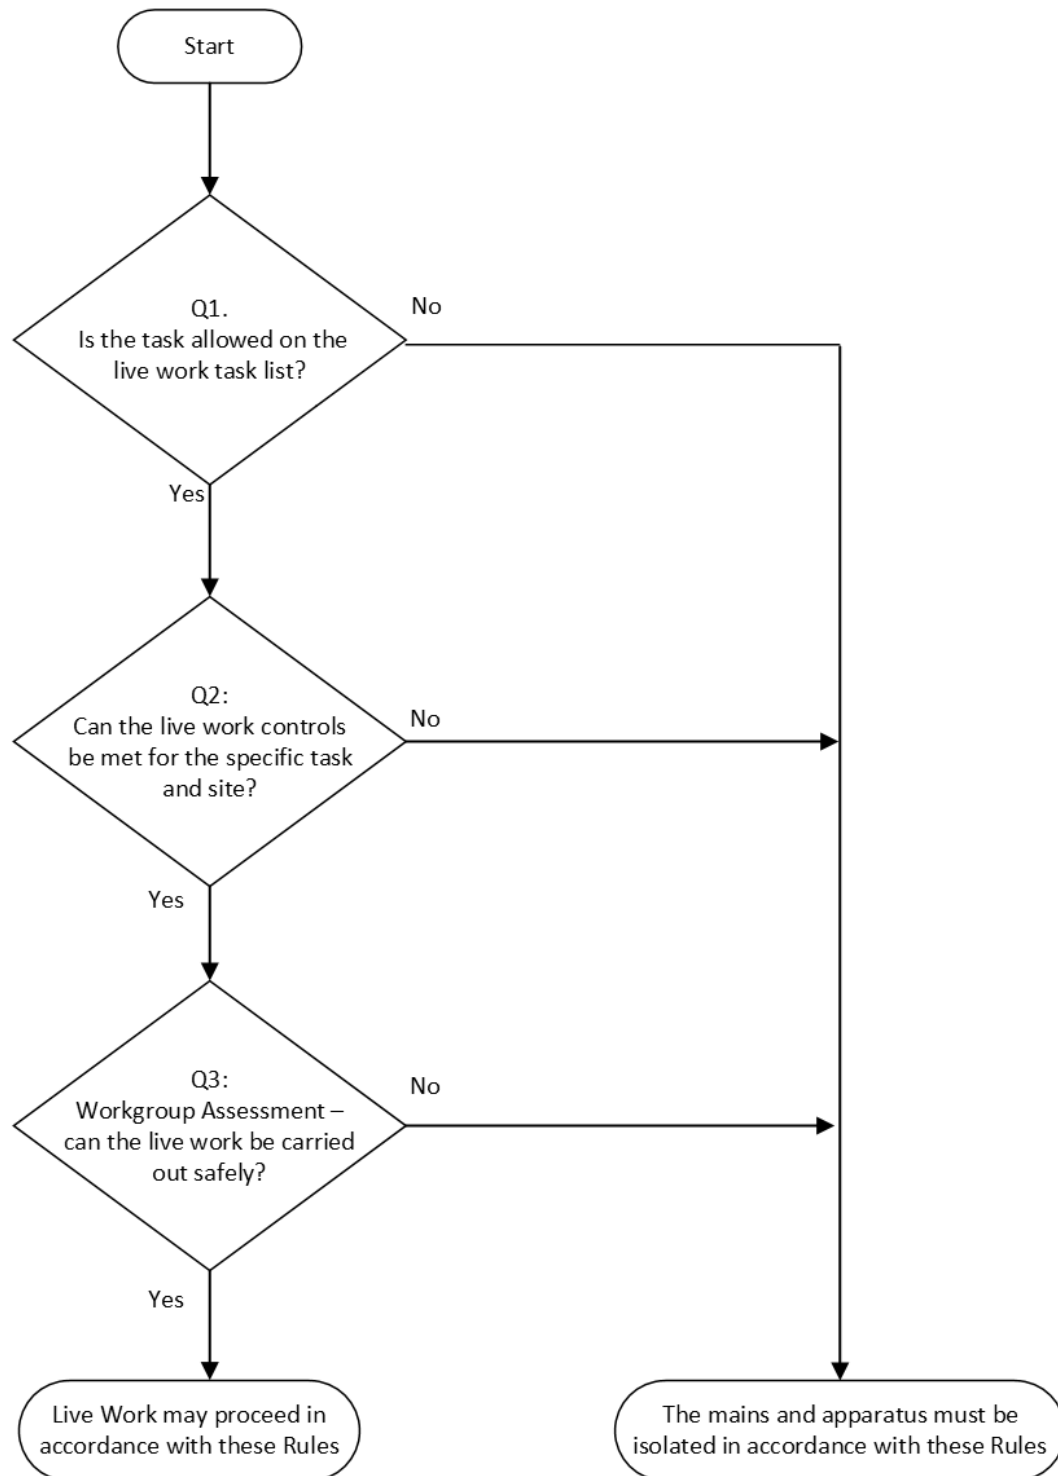 Start
Q1.
Is the task allowed on the
live work task list?
No
Yes
Q2:
Can the live work controls
be met for the specific task
and site?
No
Yes
Q3:
Workgroup Assessment –
can the live work be carried
out safely?
No
Yes
Live Work may proceed in
accordance with these Rules
The mains and apparatus must be
isolated in accordance with these Rules